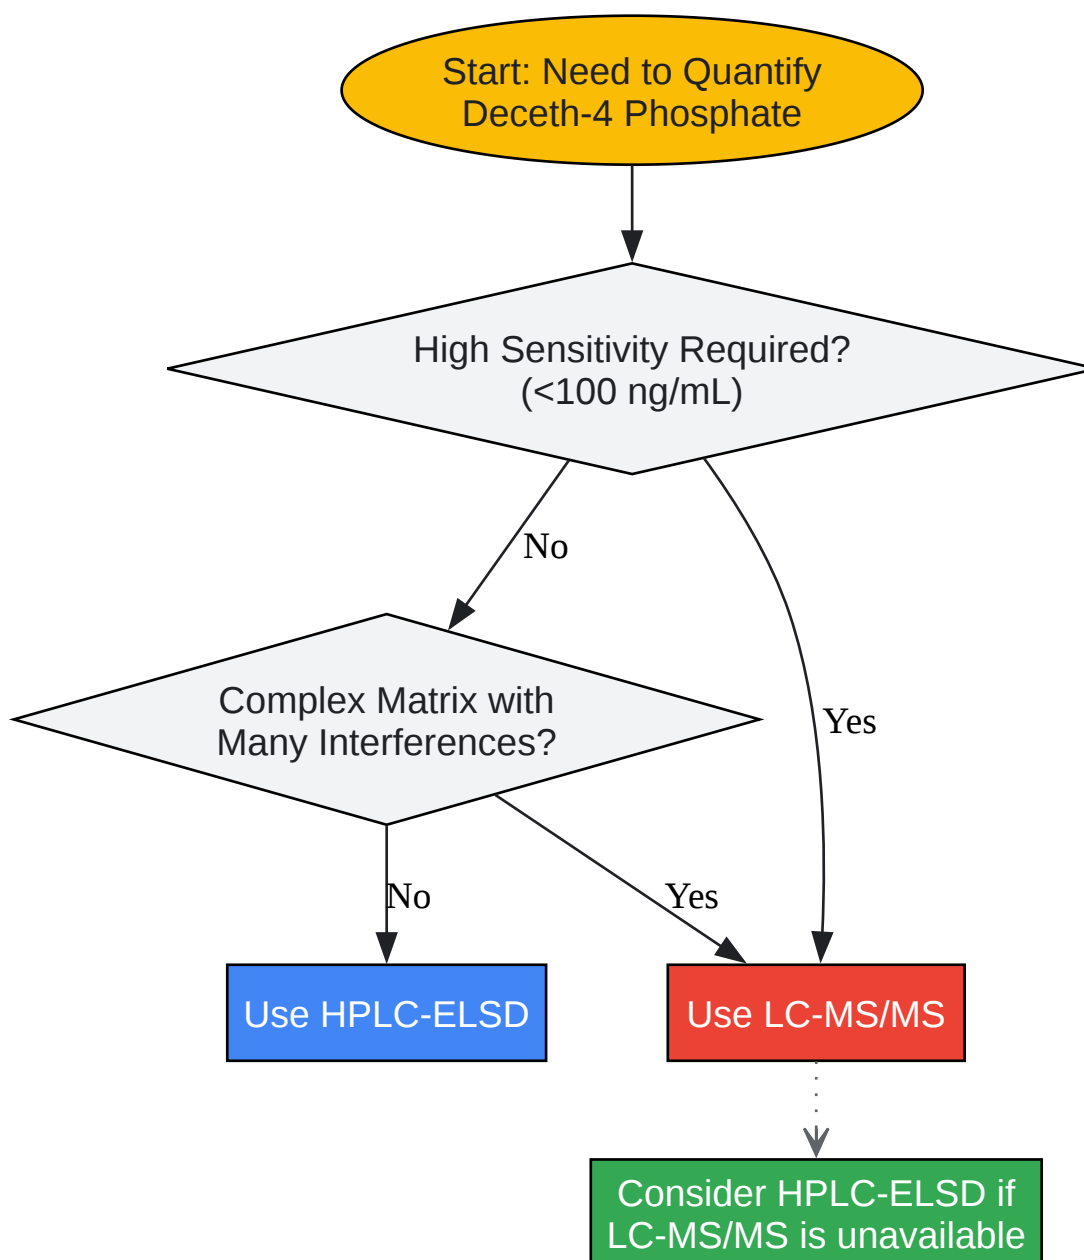 Start: Need to Quantify
Deceth-4 Phosphate
High Sensitivity Required?
(<100 ng/mL)
No
Yes
Complex Matrix with
Many Interferences?
No
Yes
Use HPLC-ELSD
Use LC-MS/MS
Consider HPLC-ELSD if
LC-MS/MS is unavailable